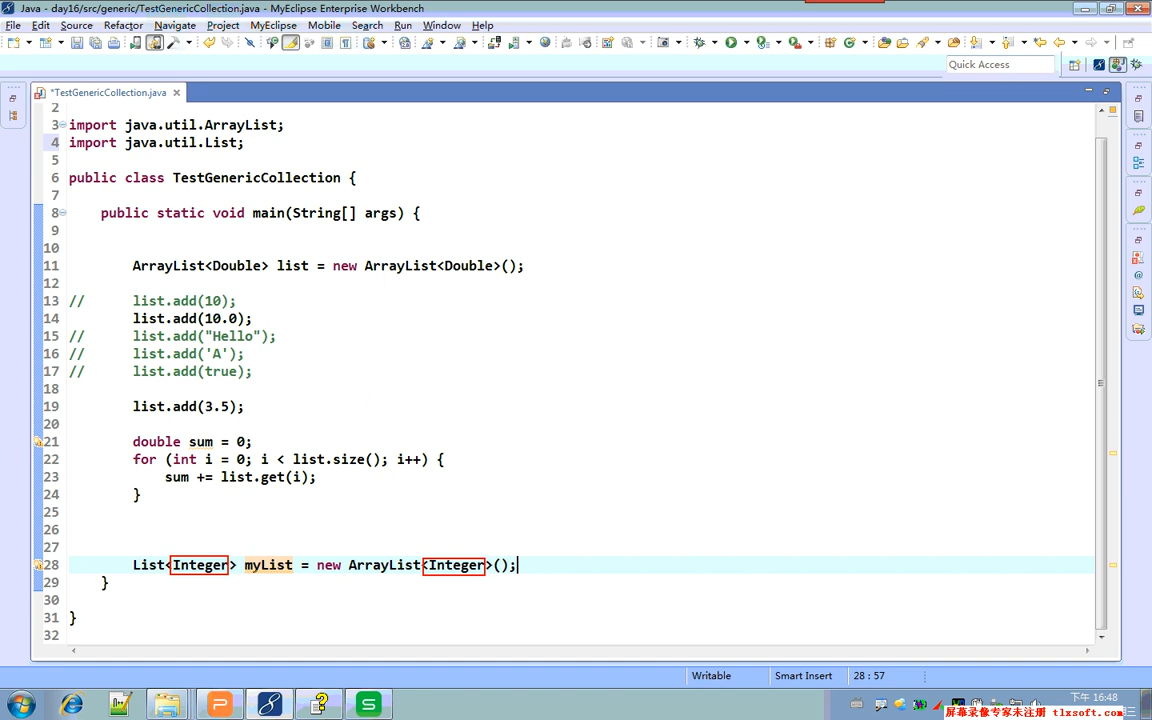 Java - day16/src/generic/TestGenericCollection.java - MyEclipse Enterprise Workbench
File Edit Source Refactor Navigate Project MyEclipse Mobile Search Run Window Help
Quick Access
*TestGenericCollection.java
2
3 import java.util.ArrayList;
4 import java.util.List;
5
6 public class TestGenericCollection {
7
8 public static void main(String[] args) {
9
10
11 ArrayList<Double> list = new ArrayList<Double>();
12
13 // list.add(10);
14 list.add(10.0);
15 // list.add("Hello");
16 // list.add('A');
17 // list.add(true);
18
19 list.add(3.5);
20
21 double sum = 0;
22 for (int i = 0; i < list.size(); i++) {
23 sum += list.get(i);
24 }
25
26
27
28 List<Integer> myList = new ArrayList<Integer>();
29 }
30
31 }
32
Writable Smart Insert 28 : 57
下午 16:48
屏幕录像专家未注册 tlxsoft.com